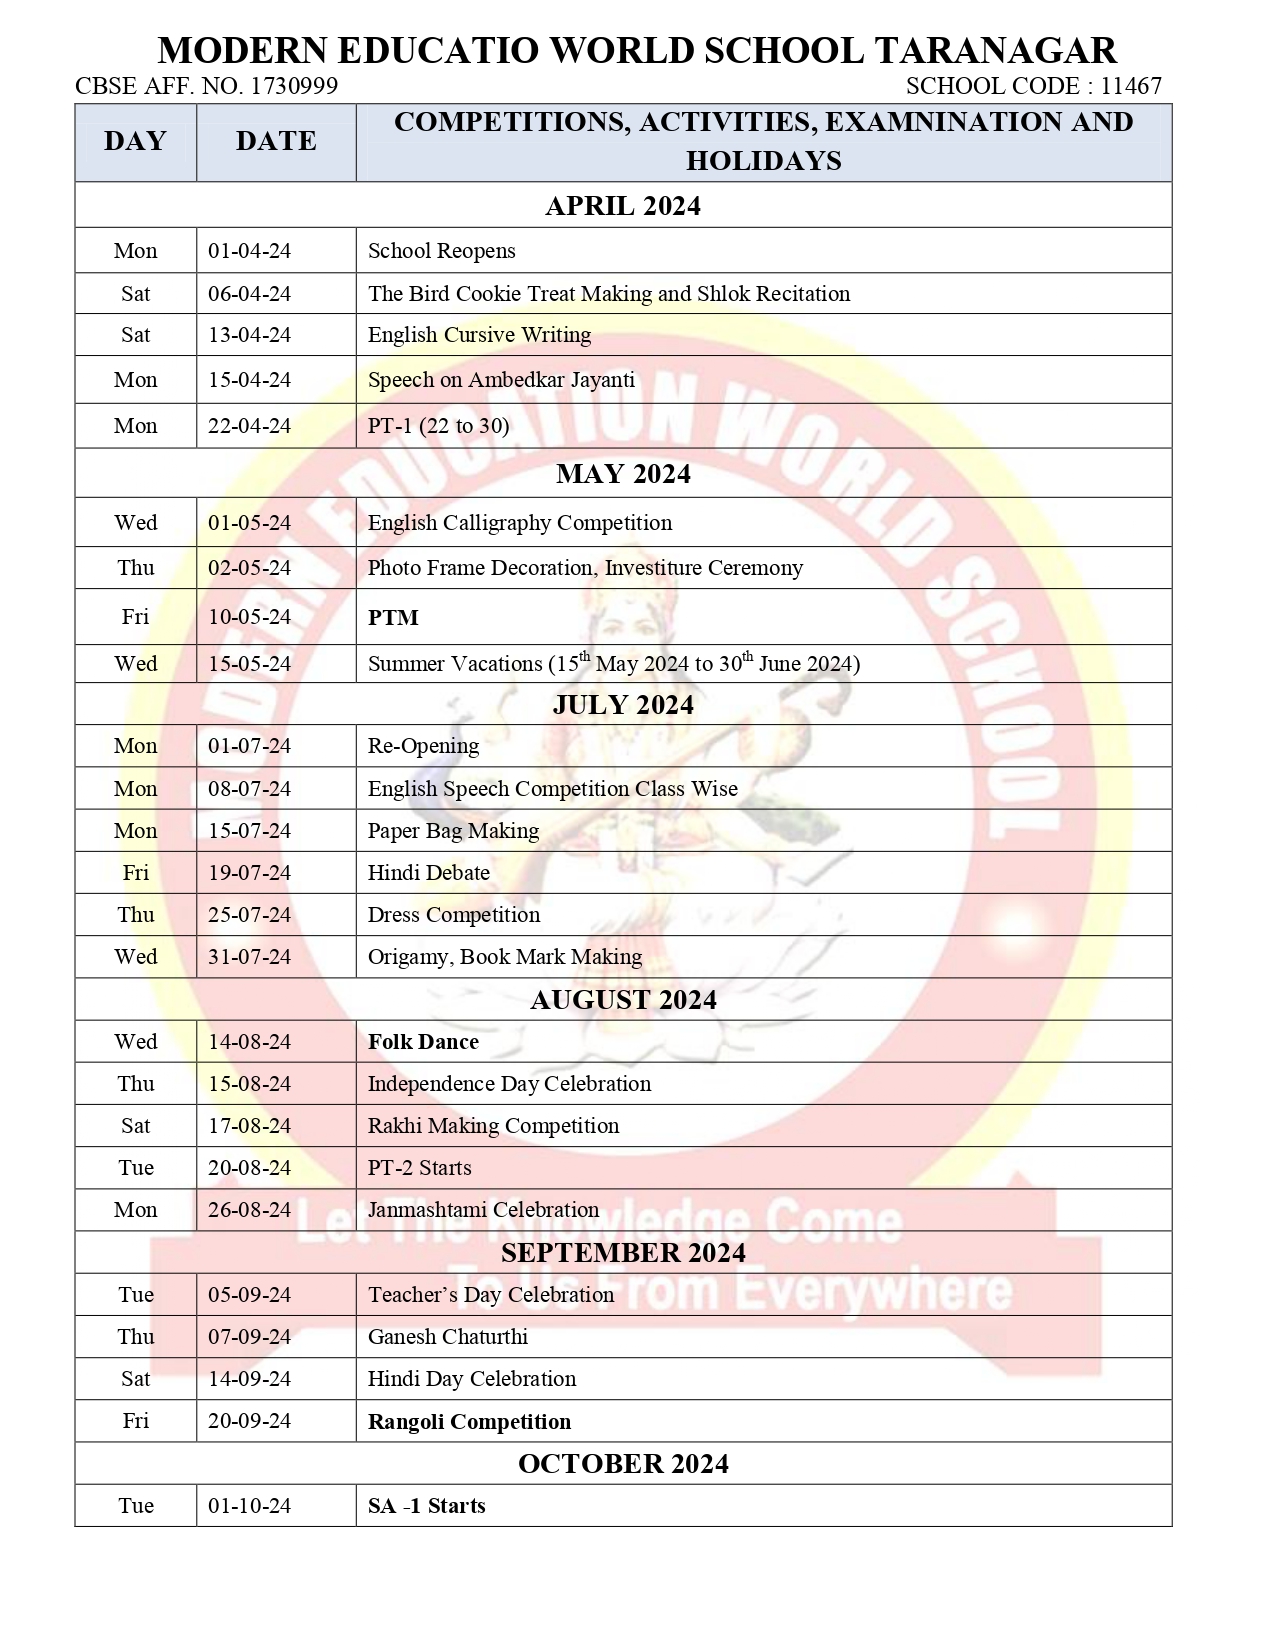 MODERN EDUCATIO WORLD SCHOOL TARANAGAR
CBSE AFF. NO. 1730999 SCHOOL CODE : 11467
DAY DATE COMPETITIONS, ACTIVITIES, EXAMNINATION AND
HOLIDAYS
APRIL 2024
Mon 01-04-24 School Reopens
Sat 06-04-24 The Bird Cookie Treat Making and Shlok Recitation
Sat 13-04-24 English Cursive Writing
Mon 15-04-24 Speech on Ambedkar Jayanti
Mon 22-04-24 PT-1 (22 to 30)
MAY 2024
Wed 01-05-24 English Calligraphy Competition
Thu 02-05-24 Photo Frame Decoration, Investiture Ceremony
Fri 10-05-24 PTM
Wed 15-05-24 Summer Vacations (15th May 2024 to 30th June 2024)
JULY 2024
Mon 01-07-24 Re-Opening
Mon 08-07-24 English Speech Competition Class Wise
Mon 15-07-24 Paper Bag Making
Fri 19-07-24 Hindi Debate
Thu 25-07-24 Dress Competition
Wed 31-07-24 Origamy, Book Mark Making
AUGUST 2024
Wed 14-08-24 Folk Dance
Thu 15-08-24 Independence Day Celebration
Sat 17-08-24 Rakhi Making Competition
Tue 20-08-24 PT-2 Starts
Mon 26-08-24 Janmashtami Celebration
SEPTEMBER 2024
Tue 05-09-24 Teacher’s Day Celebration
Thu 07-09-24 Ganesh Chaturthi
Sat 14-09-24 Hindi Day Celebration
Fri 20-09-24 Rangoli Competition
OCTOBER 2024
Tue 01-10-24 SA -1 Starts
MODERN EDUCATION WORLD SCHOOL
Let The Knowledge Come
To Us From Everywhere